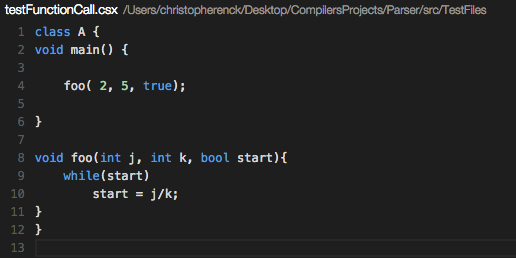 testFunctionCall.csx /Users/christopherenck/Desktop/CompilersProjects/Parser/src/TestFiles
1 class A {
2 void main() {
3
4     foo( 2, 5, true);
5
6 }
7
8 void foo(int j, int k, bool start){
9     while(start)
10         start = j/k;
11 }
12 }
13